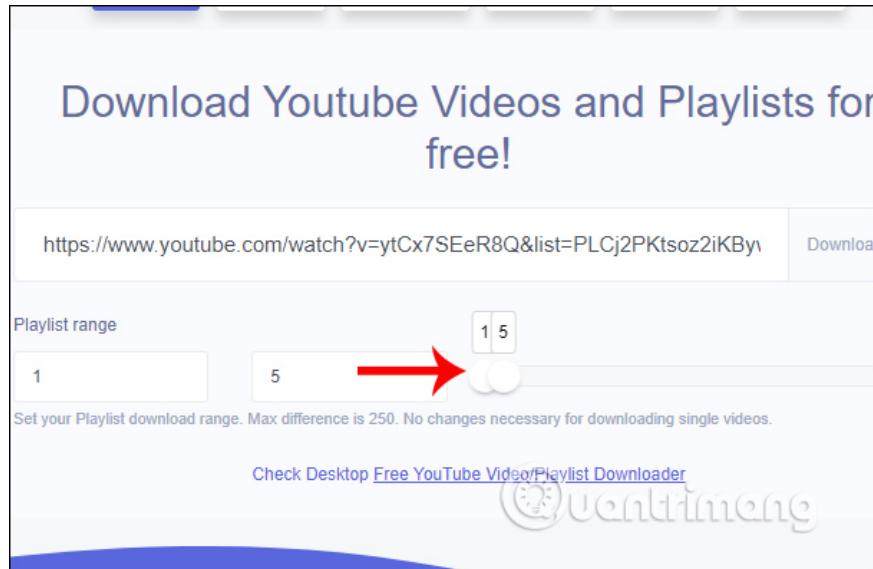 Download Youtube Videos and Playlists for
free!
https://www.youtube.com/watch?v=ytCx7SEeR8Q&list=PLCj2PKtsoz2iKByv
Downloa
Playlist range
1 5
1
5
Set your Playlist download range. Max difference is 250. No changes necessary for downloading single videos.
Check Desktop Free YouTube Video/Playlist Downloader
Quantrimang